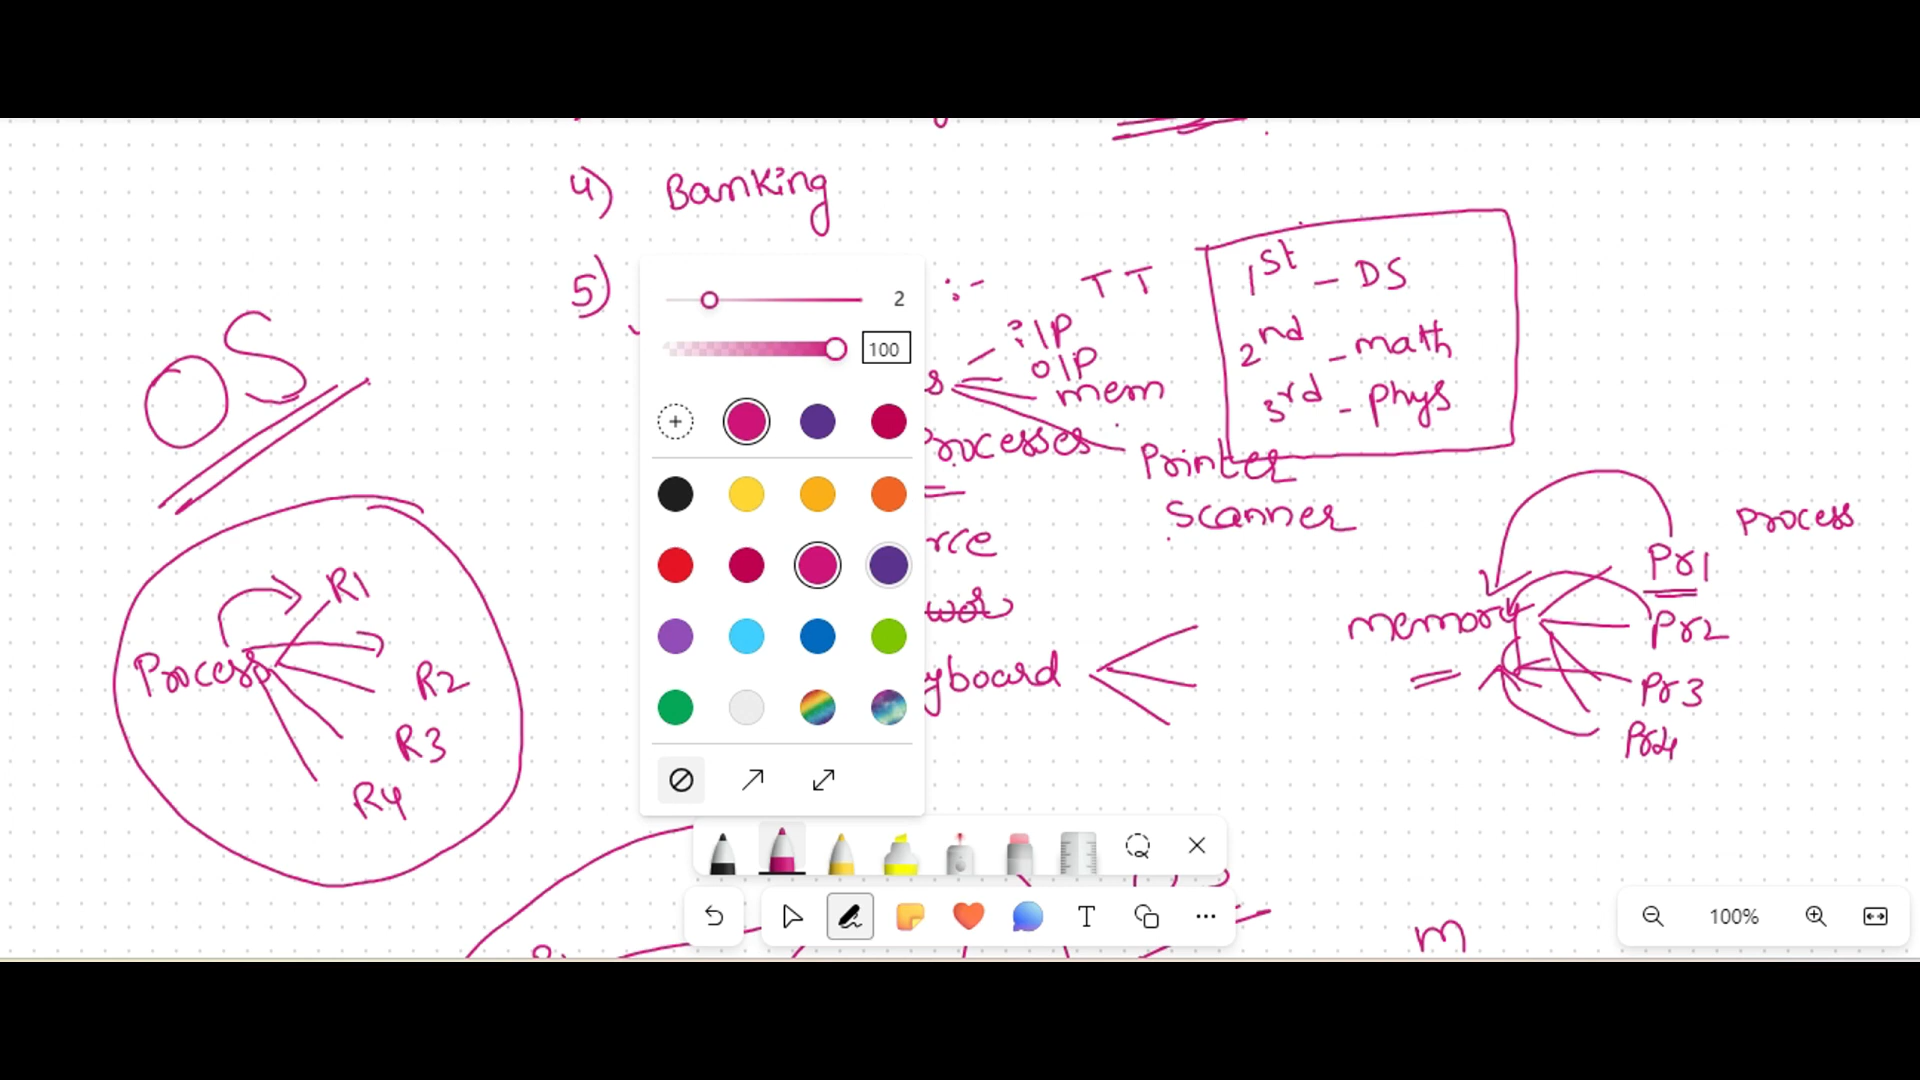 4) Banking
5) :- TT
1st - DS
2nd - math
3rd - phys
OS
i/P
o/P
s mem
Processes Printer
Scanner
rce
yboard
2
100
Process R1
R2
R3
R4
Process
memory Pr1
Pr2
Pr3
Pr4
T
100%
m